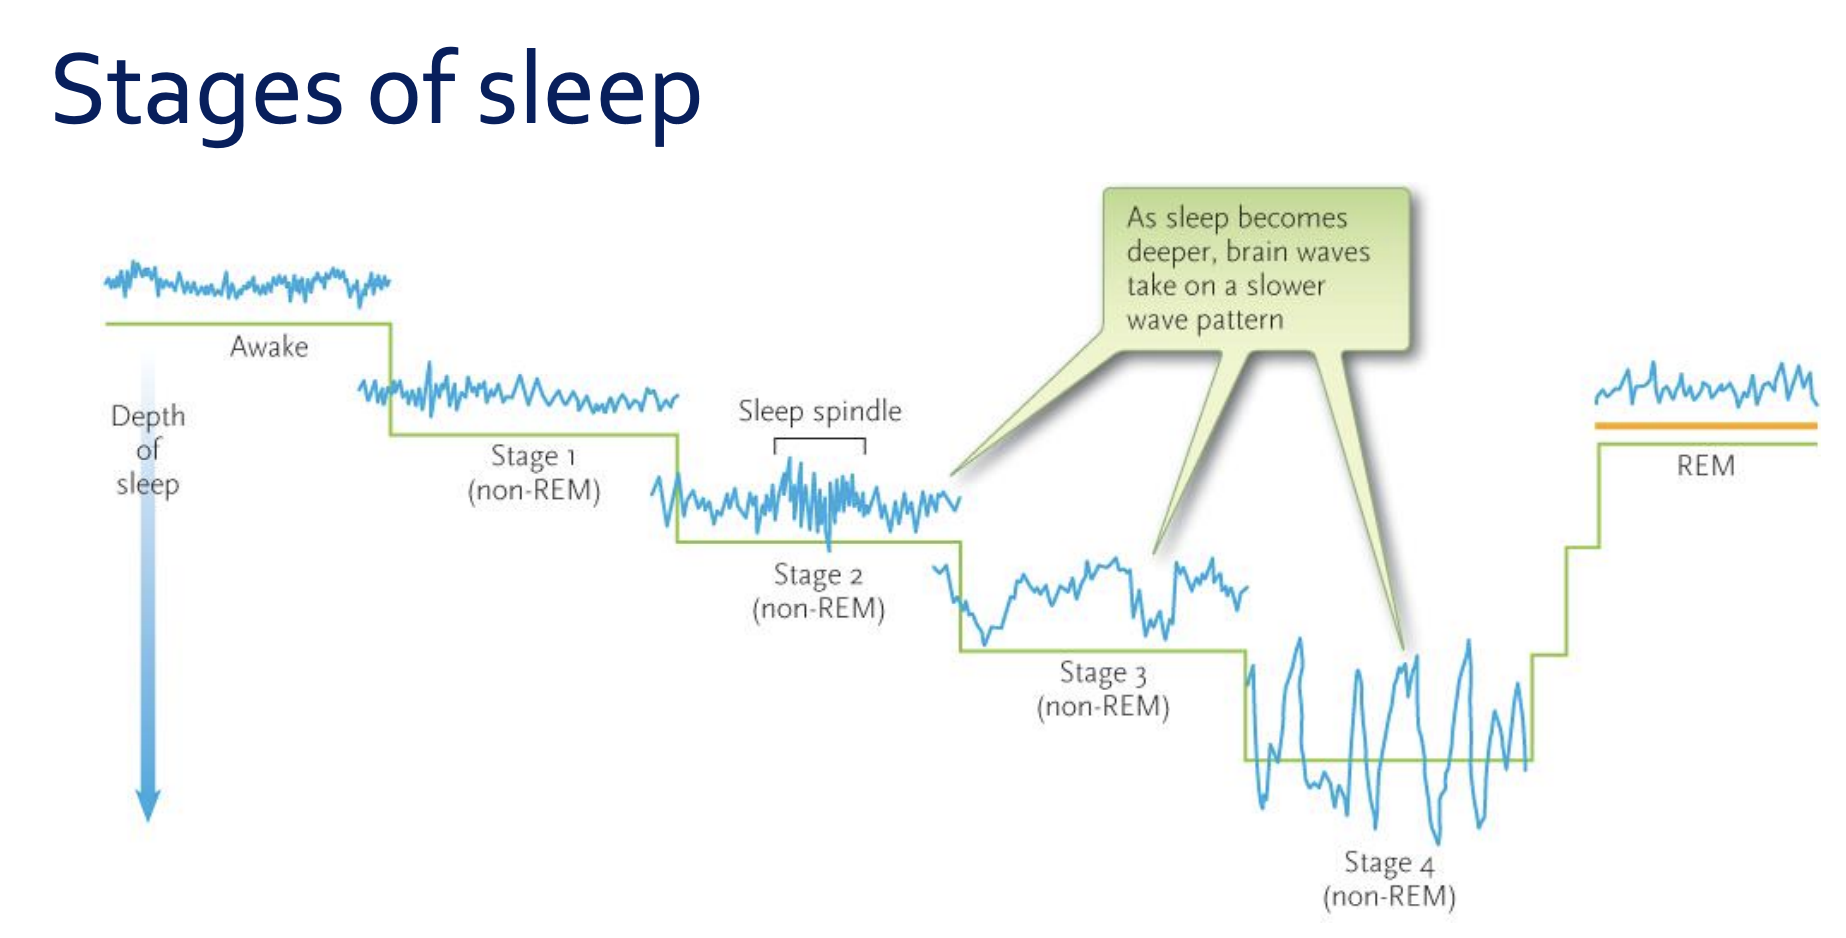 Stages of sleep
As sleep becomes
deeper, brain waves
take on a slower
wave pattern
Awake
Depth
of
sleep
Stage 1
(non-REM)
Sleep spindle
Stage 2
(non-REM)
Stage 3
(non-REM)
Stage 4
(non-REM)
REM